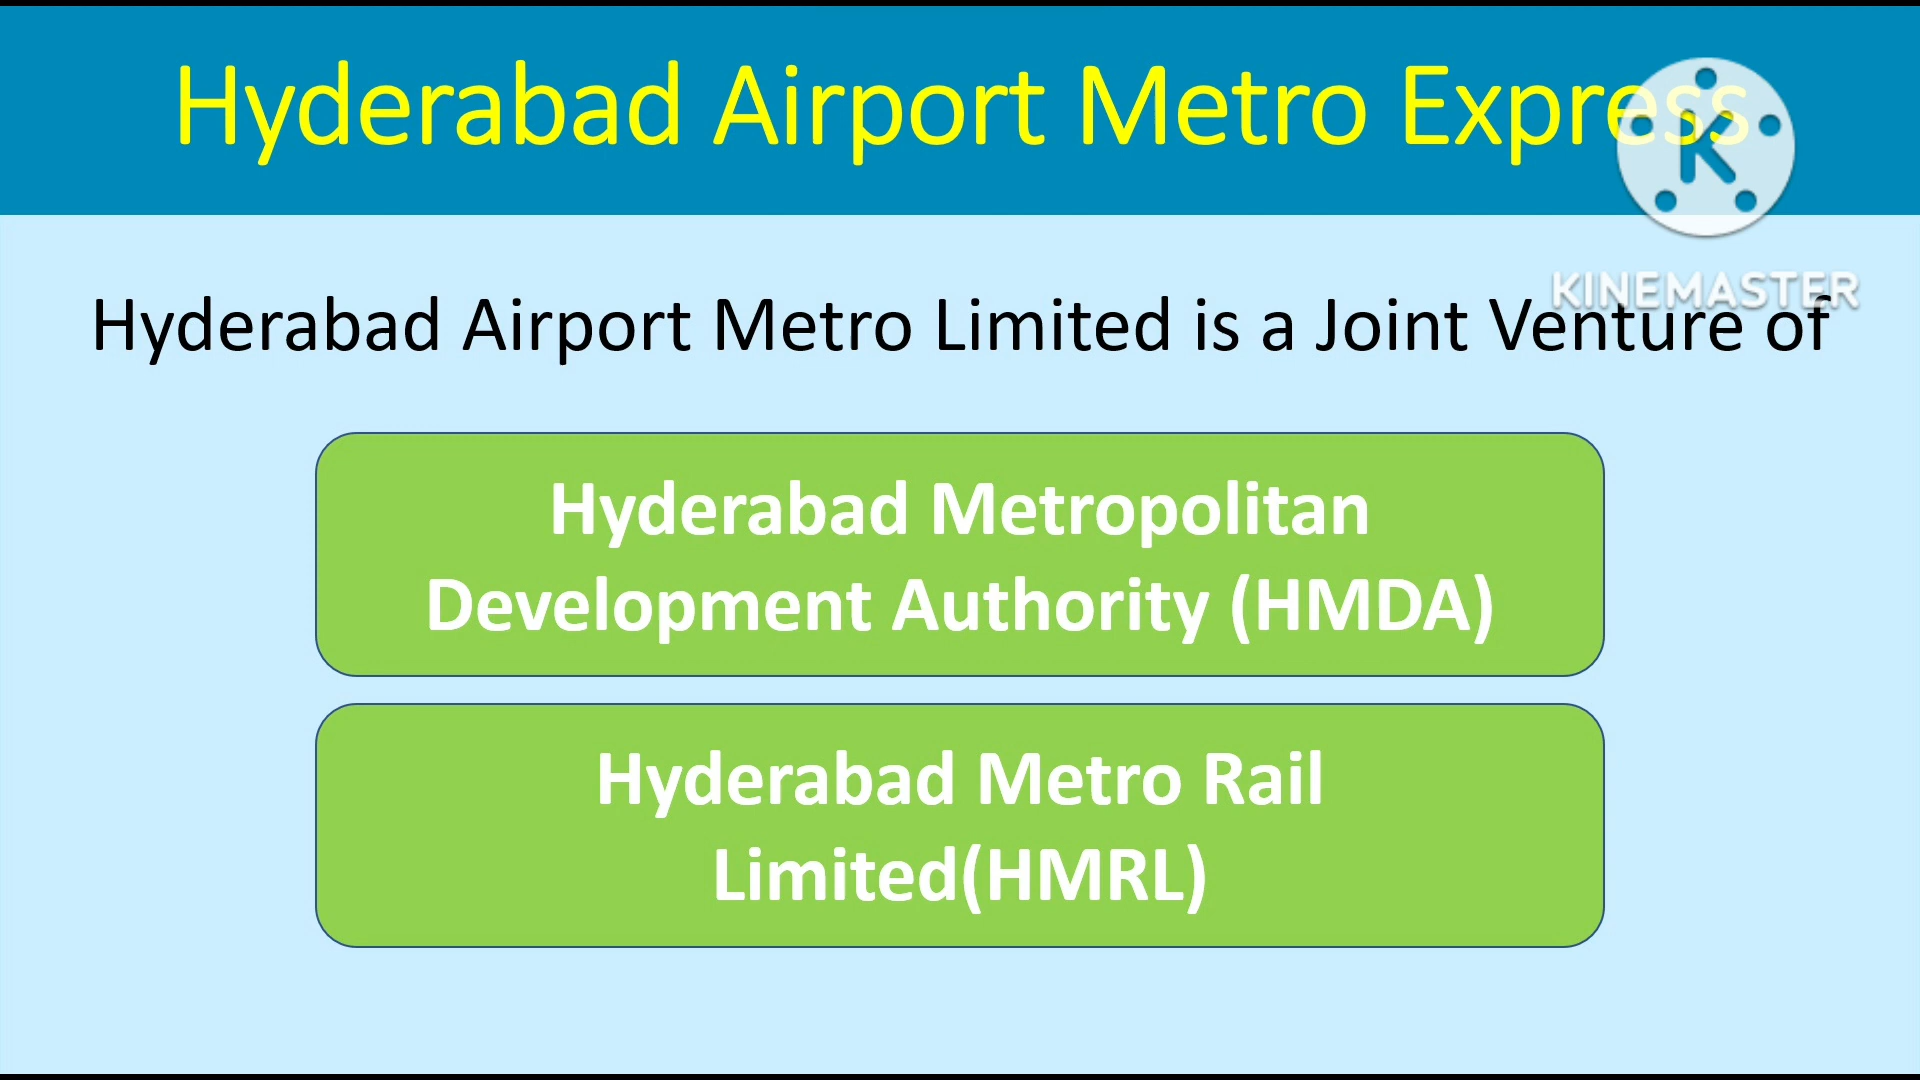 Hyderabad Airport Metro Express
K
KINEMASTER
Hyderabad Airport Metro Limited is a Joint Venture of
Hyderabad Metropolitan
Development Authority (HMDA)
Hyderabad Metro Rail
Limited(HMRL)